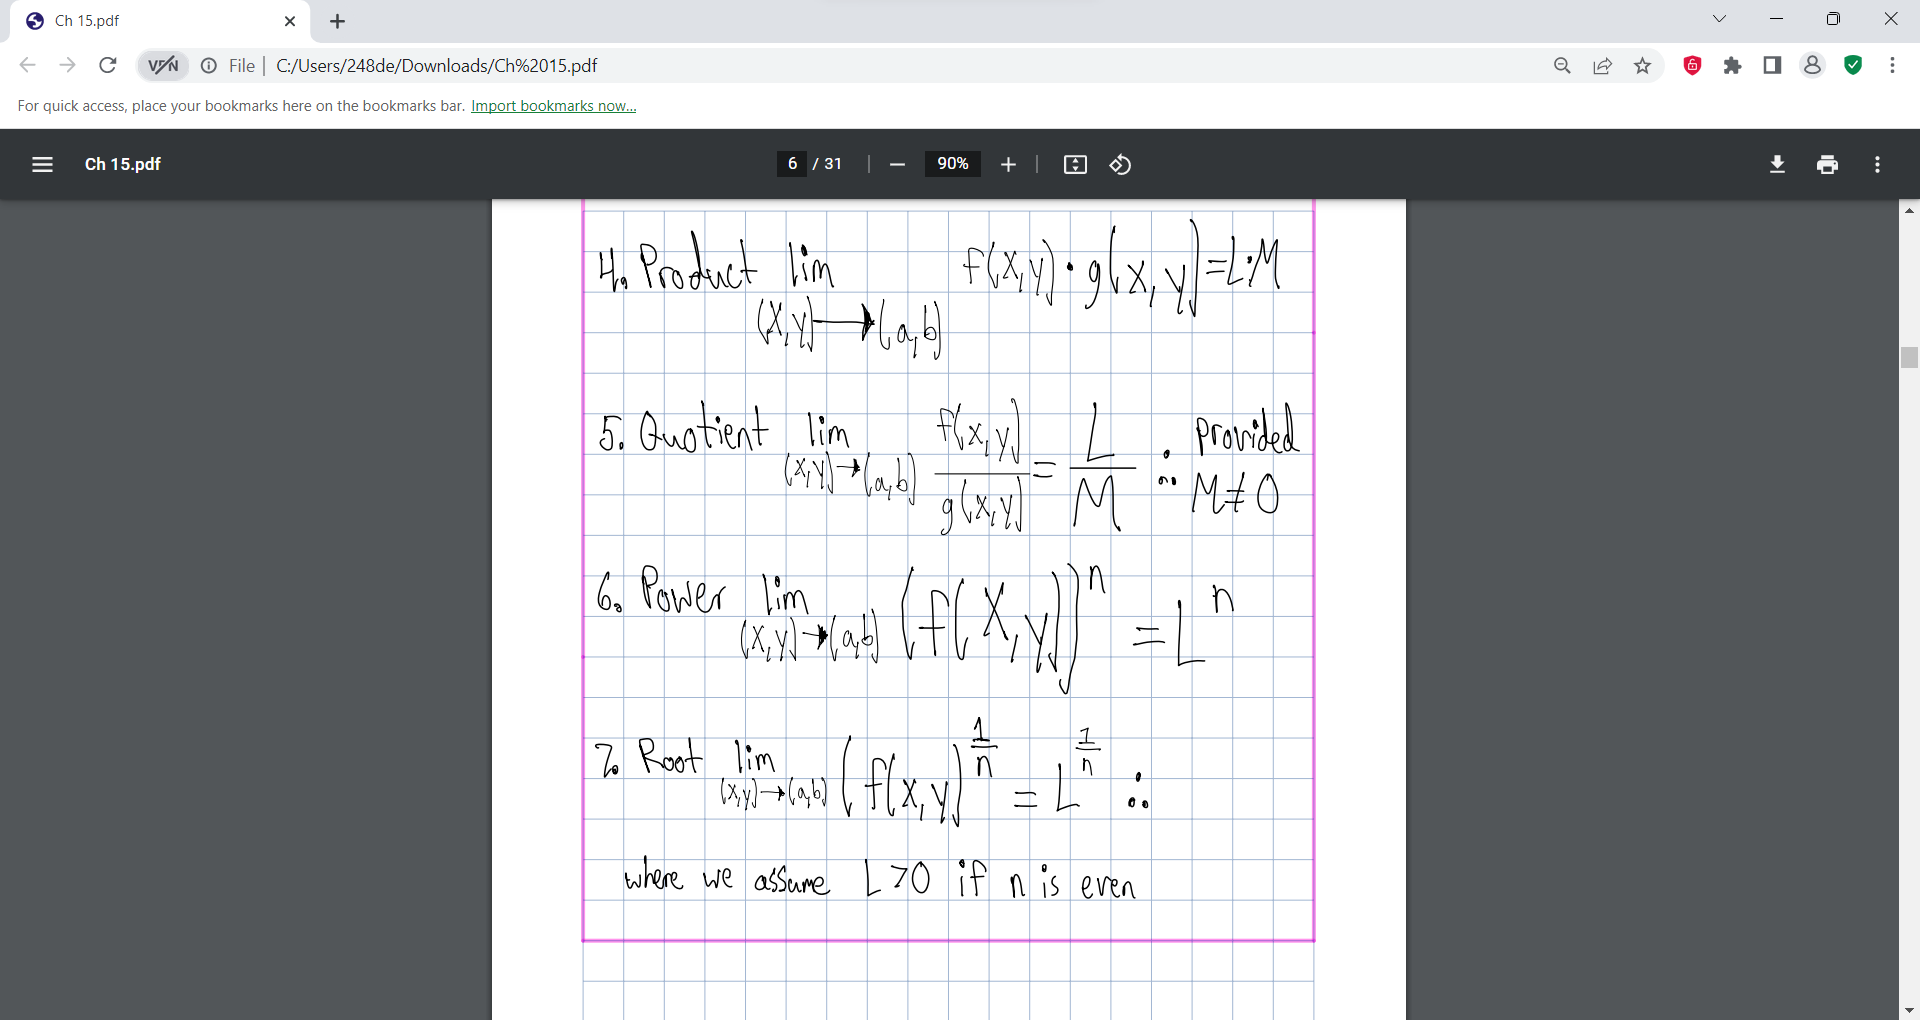 Ch 15.pdf
VPN File C:/Users/248de/Downloads/Ch%2015.pdf
For quick access, place your bookmarks here on the bookmarks bar. Import bookmarks now...
Ch 15.pdf 6 / 31 90%
4. Product lim f(x,y) · g(x,y) = L·M
(x,y)→(a,b)
5. Quotient lim f(x,y) / g(x,y) = L / M ∴ provided
(x,y)→(a,b) M ≠ 0
6. Power lim (f(x,y))^n = L^n
(x,y)→(a,b)
7. Root lim (f(x,y)^1/n = L^1/n ∴
(x,y)→(a,b)
where we assume L>0 if n is even